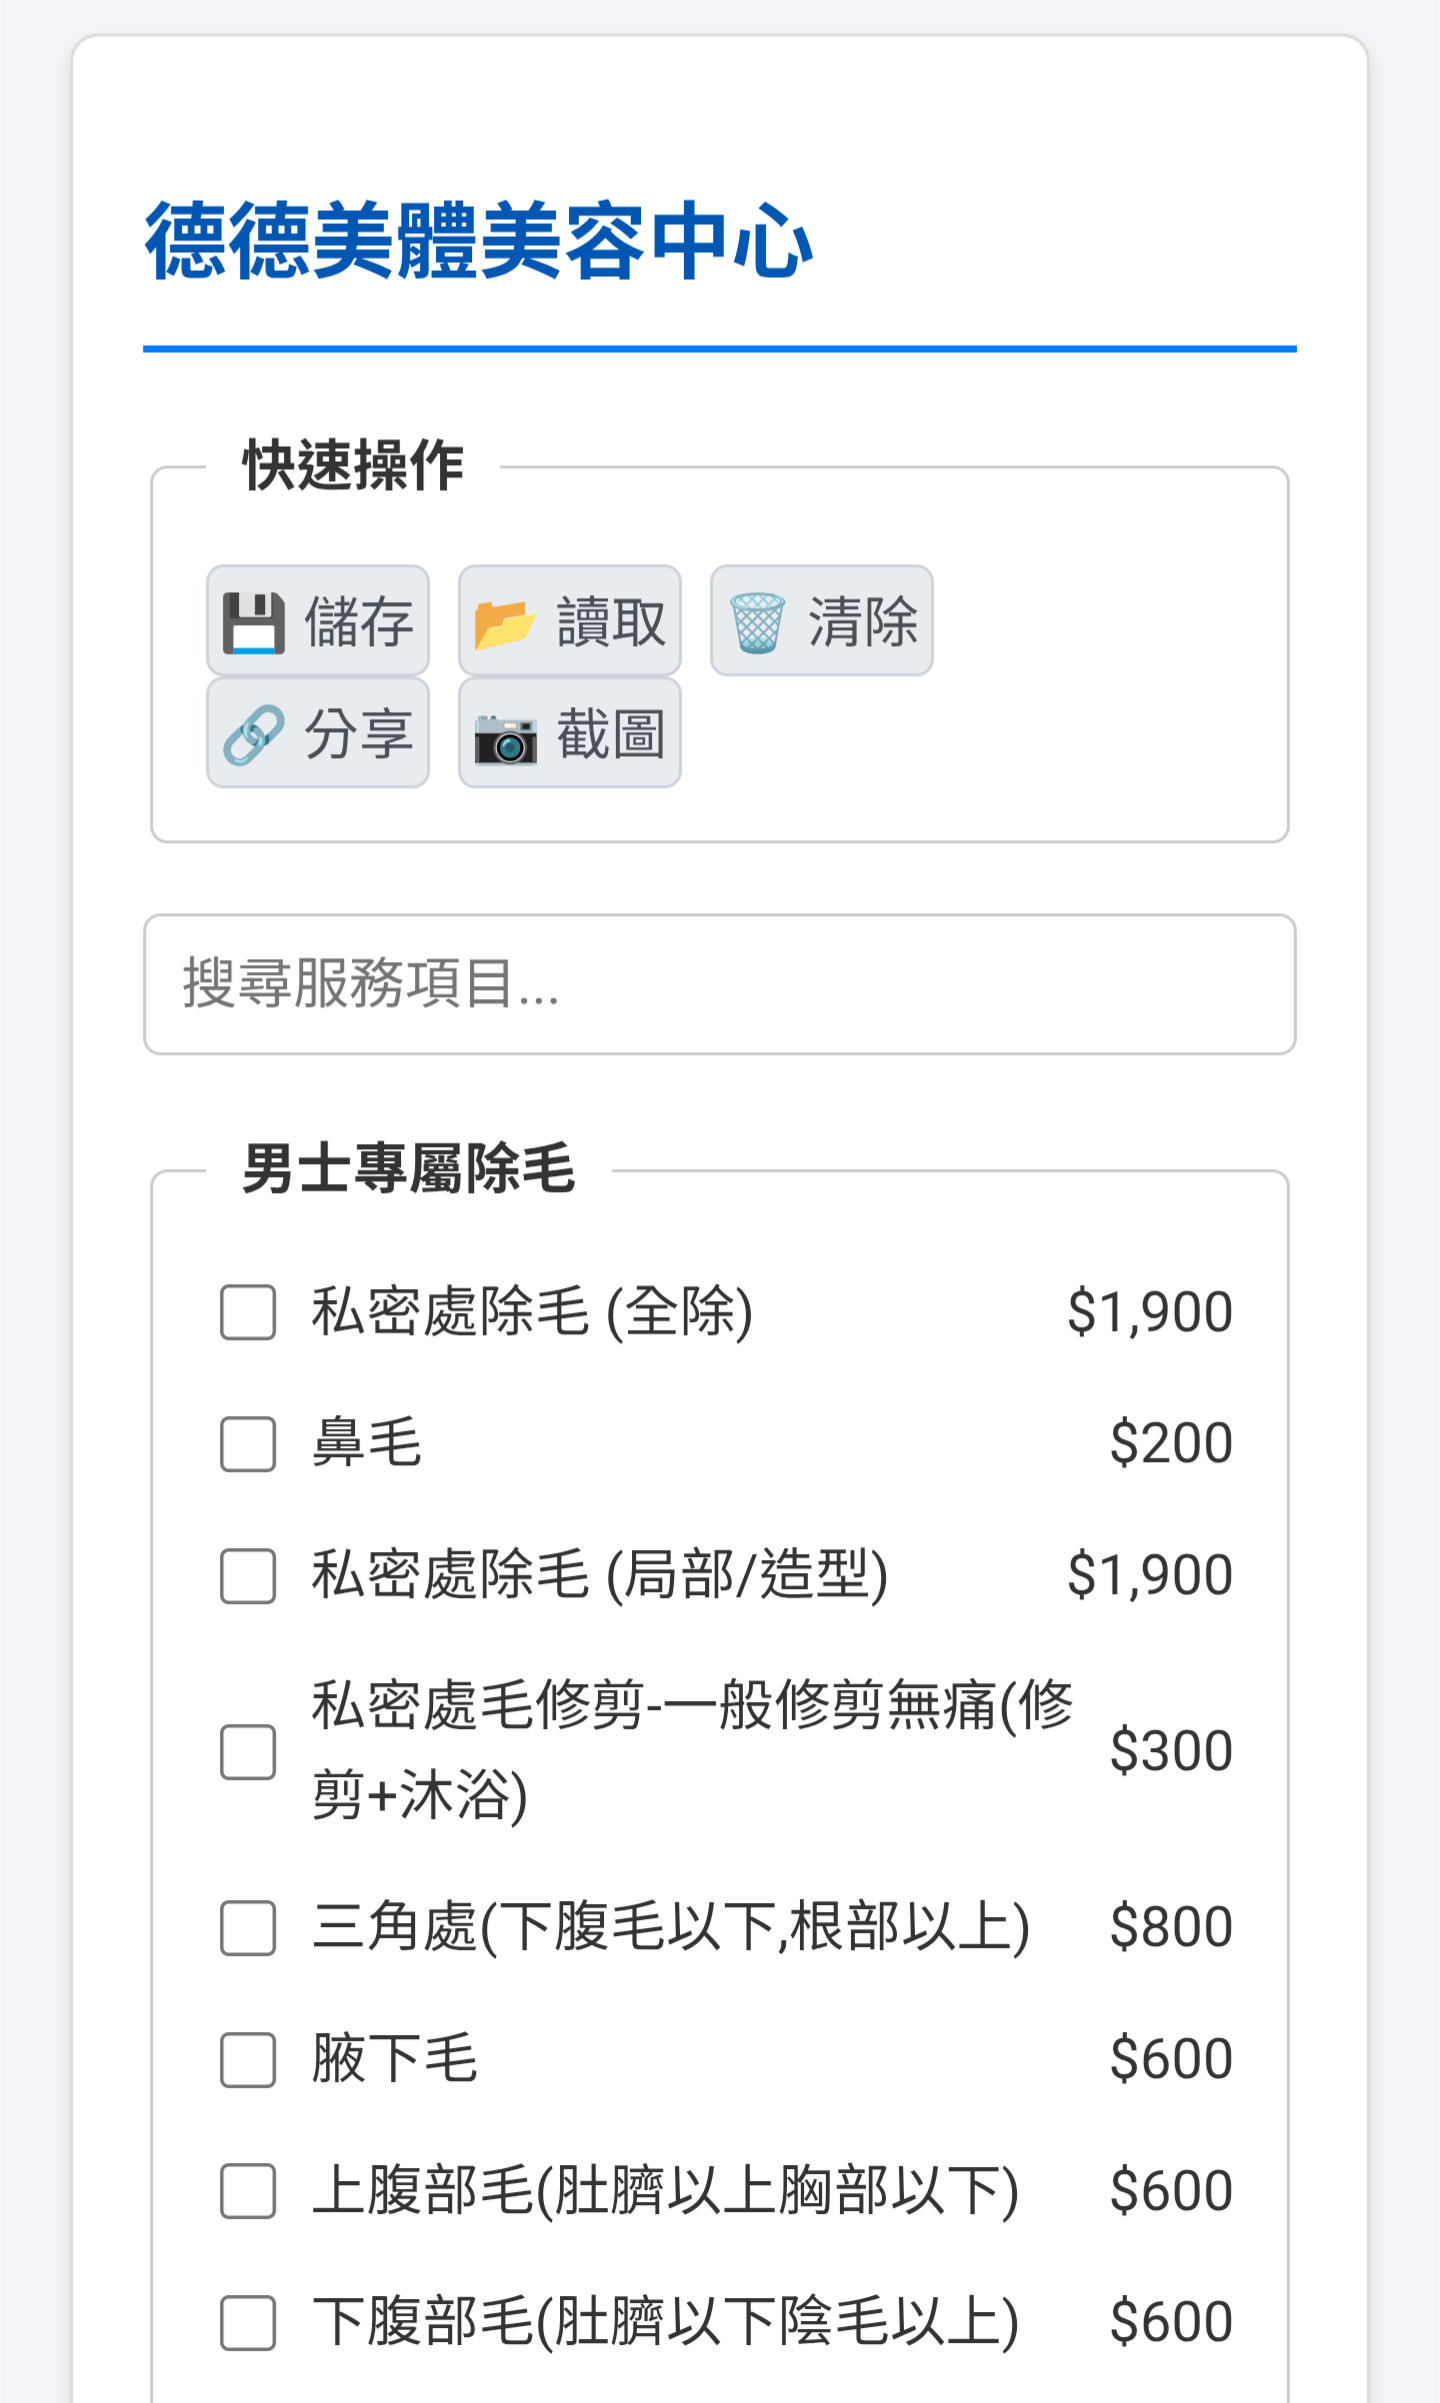 德德美體美容中心
快速操作
💾 儲存 📂 讀取 🗑️ 清除
🔗 分享 📷 截圖
搜尋服務項目...
男士專屬除毛
私密處除毛 (全除) $1,900
鼻毛 $200
私密處除毛 (局部/造型) $1,900
私密處毛修剪-一般修剪無痛(修
剪+沐浴) $300
三角處(下腹毛以下,根部以上) $800
腋下毛 $600
上腹部毛(肚臍以上胸部以下) $600
下腹部毛(肚臍以下陰毛以上) $600